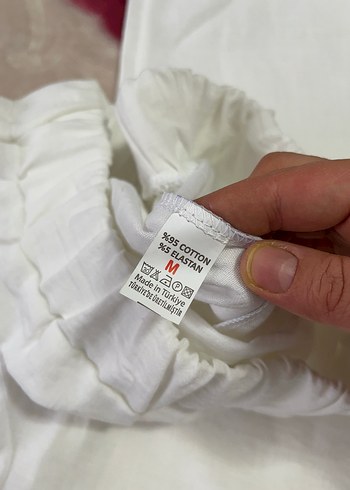 %95 COTTON
%5 ELASTAN
M
Made in Türkiye
TÜRKİYE'DE ÜRETİLMİŞTİR